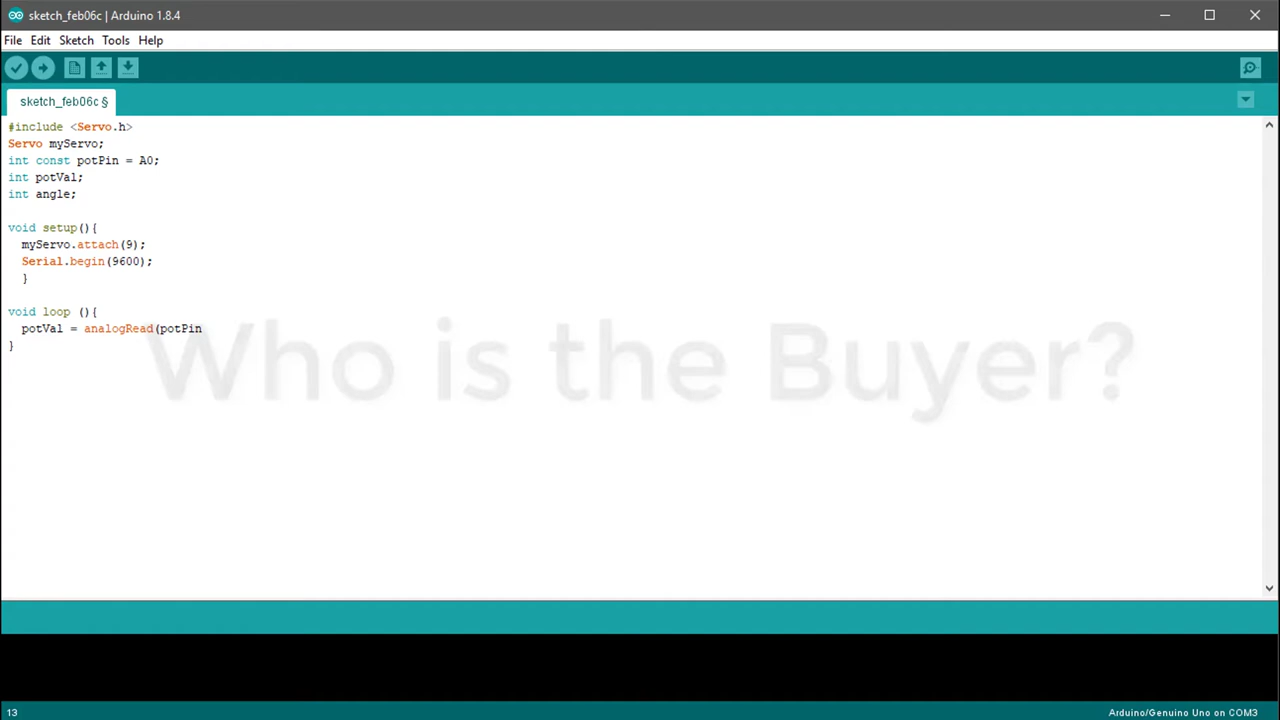 sketch_feb06c | Arduino 1.8.4
File Edit Sketch Tools Help
sketch_feb06c §
#include <Servo.h>
Servo myServo;
int const potPin = A0;
int potVal;
int angle;
void setup(){
myServo.attach(9);
Serial.begin(9600);
}
void loop (){
potVal = analogRead(potPin
}
Who is the Buyer?
13
Arduino/Genuino Uno on COM3